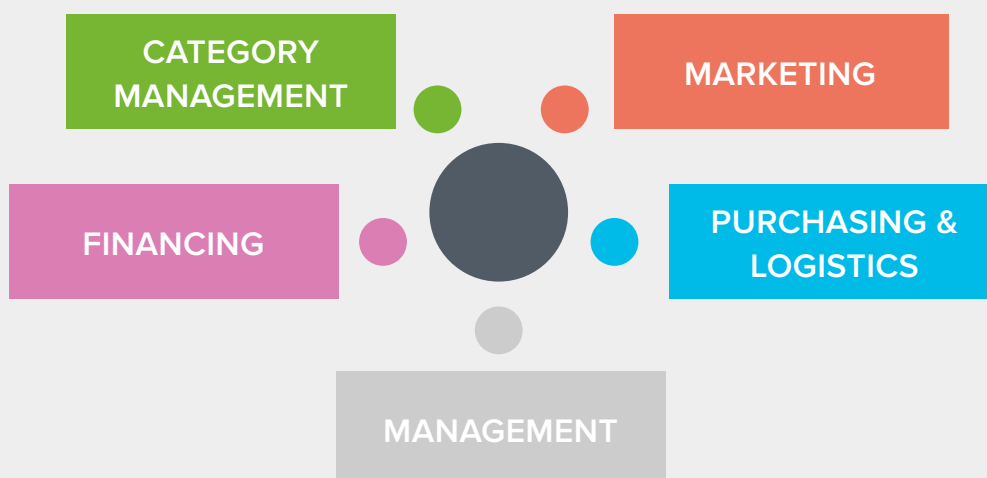 CATEGORY
MANAGEMENT
MARKETING
FINANCING
PURCHASING &
LOGISTICS
MANAGEMENT